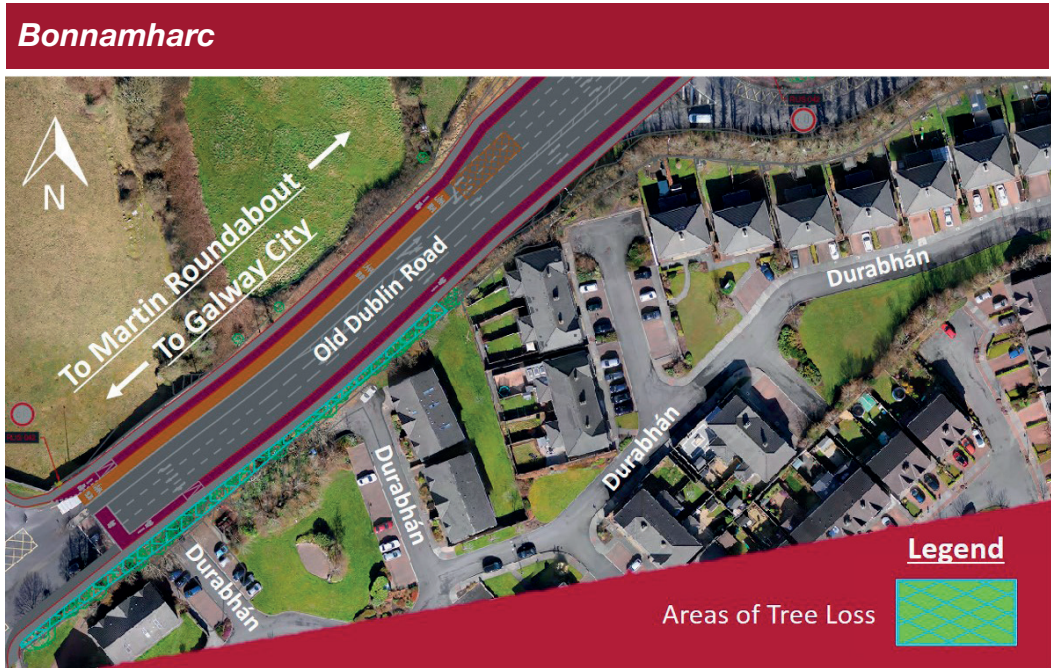 Bonnamharc
N
To Martin Roundabout
To Galway City
Old Dublin Road
Durabhán
Durabhán
Durabhán
Durabhán
Legend
Areas of Tree Loss